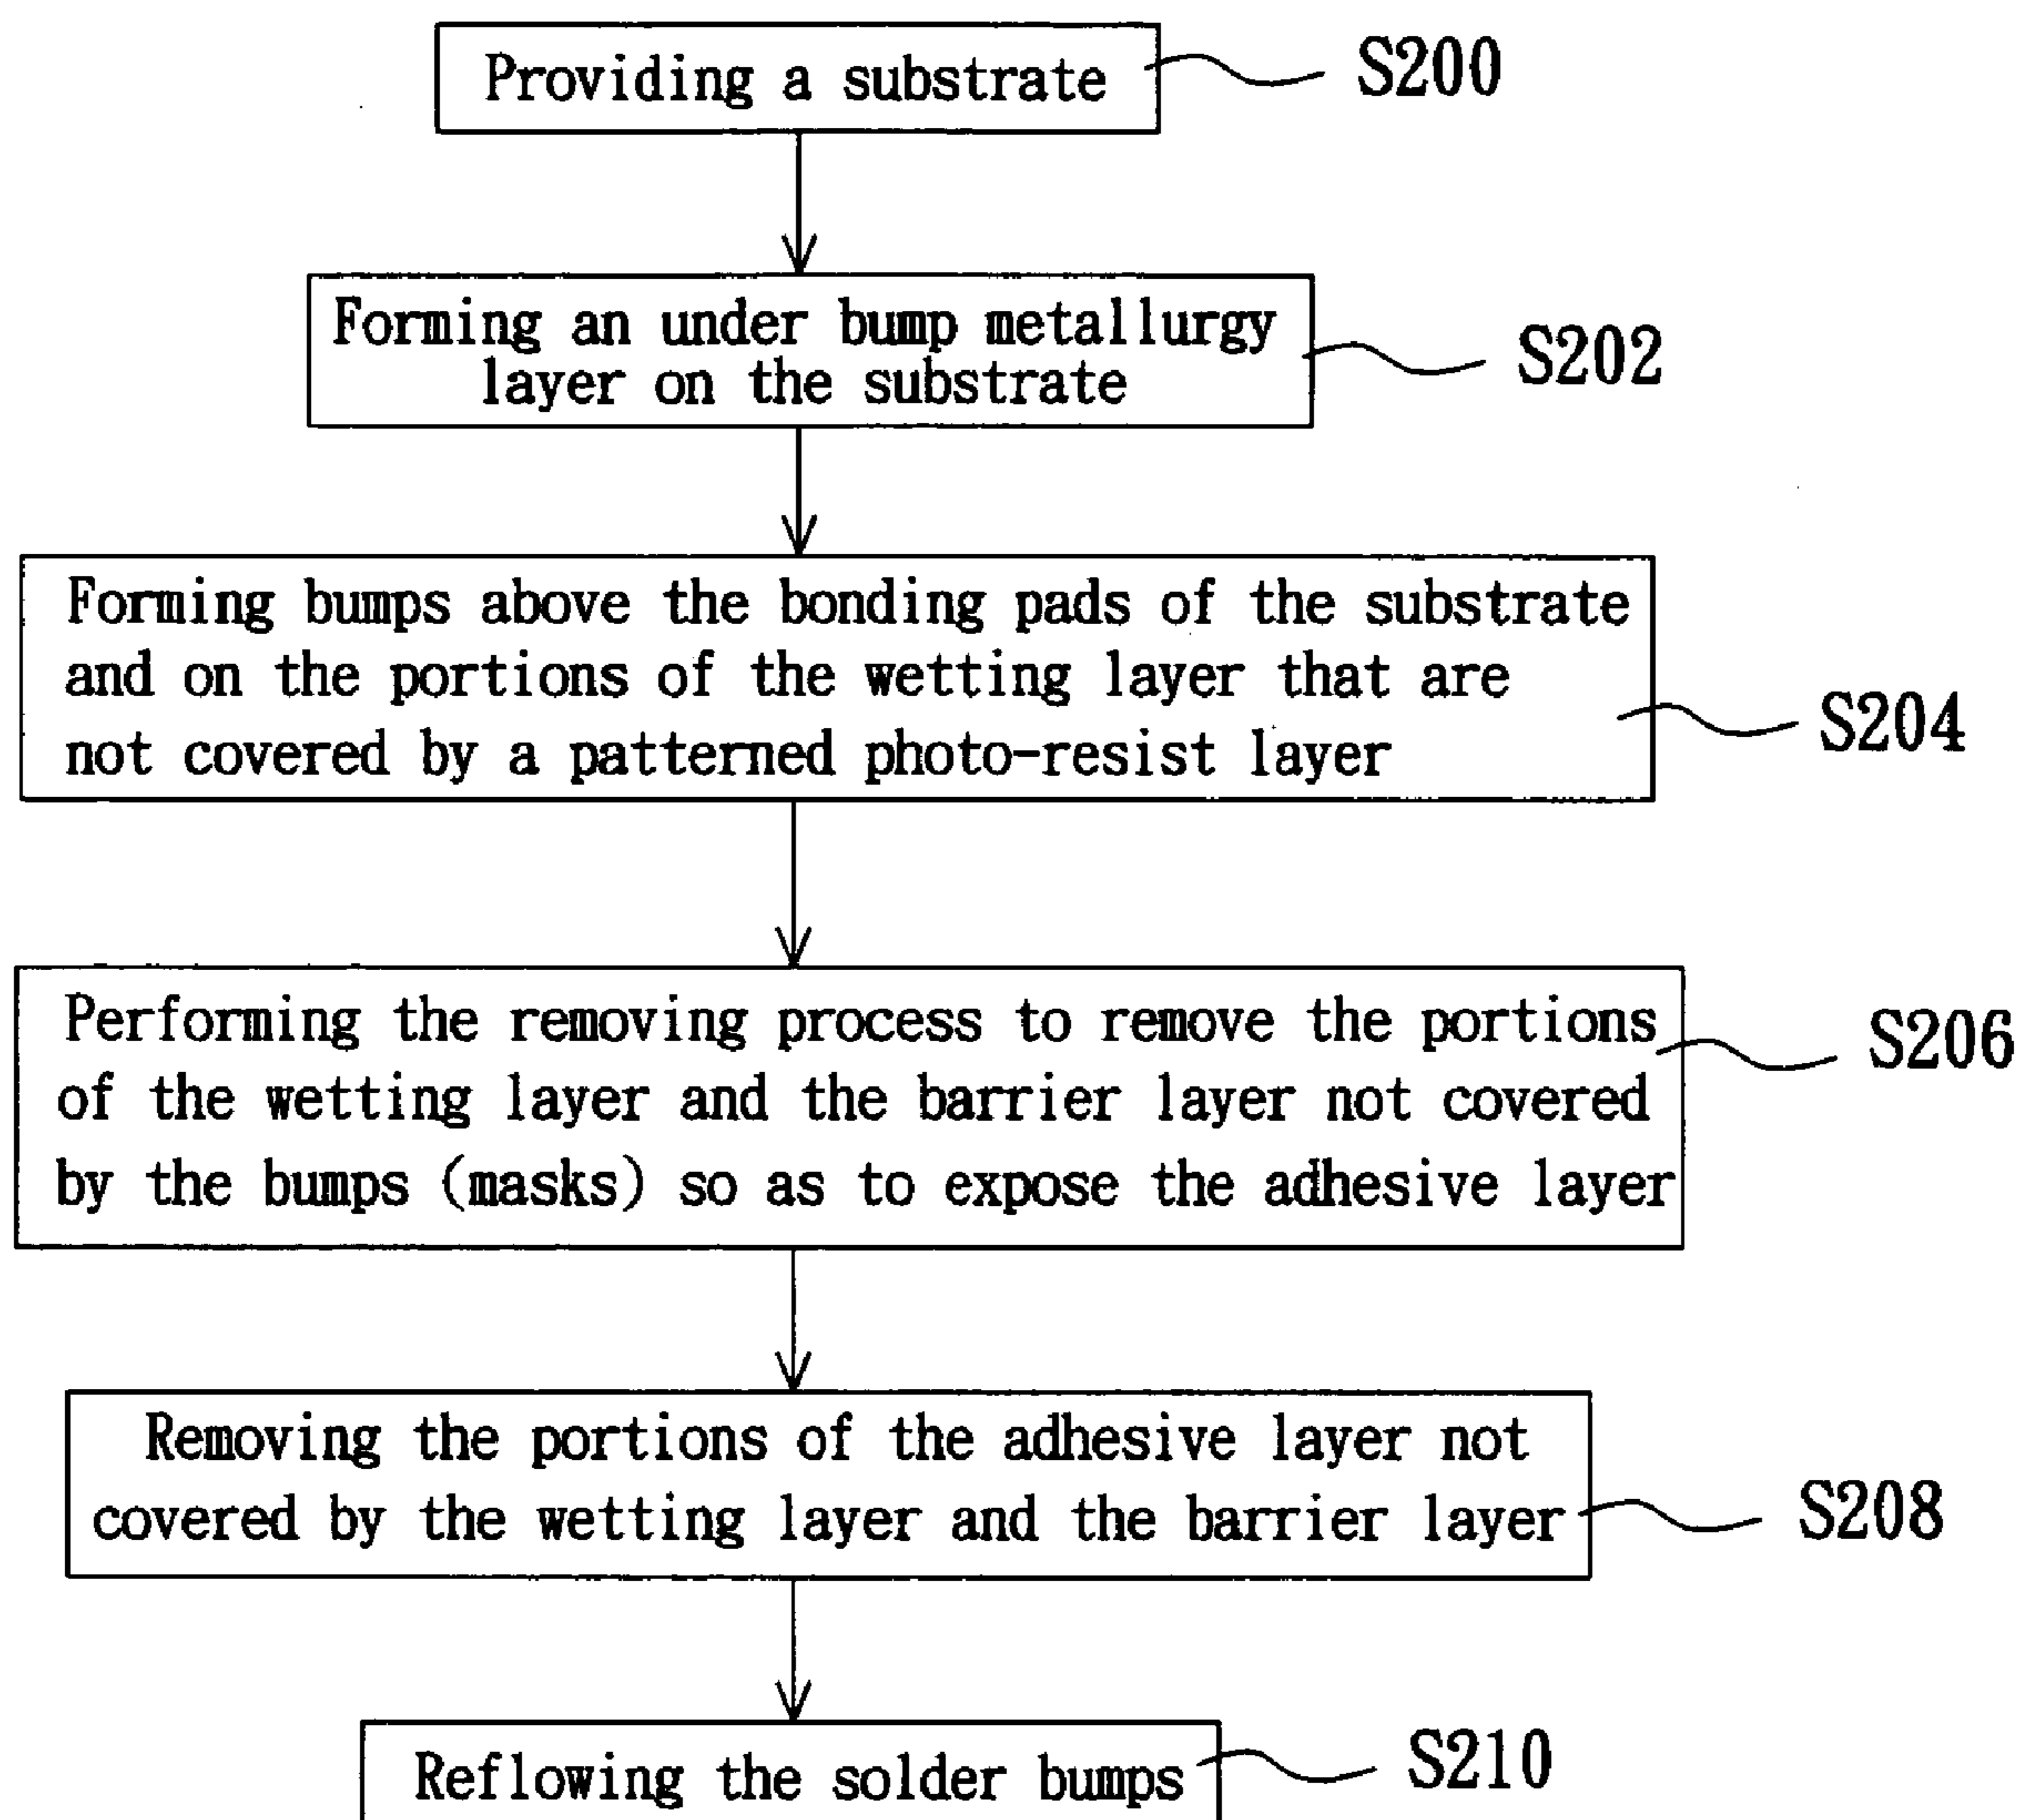 Providing a substrate
S200
Forming an under bump metallurgy
layer on the substrate
S202
Forming bumps above the bonding pads of the substrate
and on the portions of the wetting layer that are
not covered by a patterned photo-resist layer
S204
Performing the removing process to remove the portions
of the wetting layer and the barrier layer not covered
by the bumps (masks) so as to expose the adhesive layer
S206
Removing the portions of the adhesive layer not
covered by the wetting layer and the barrier layer
S208
Reflowing the solder bumps
S210